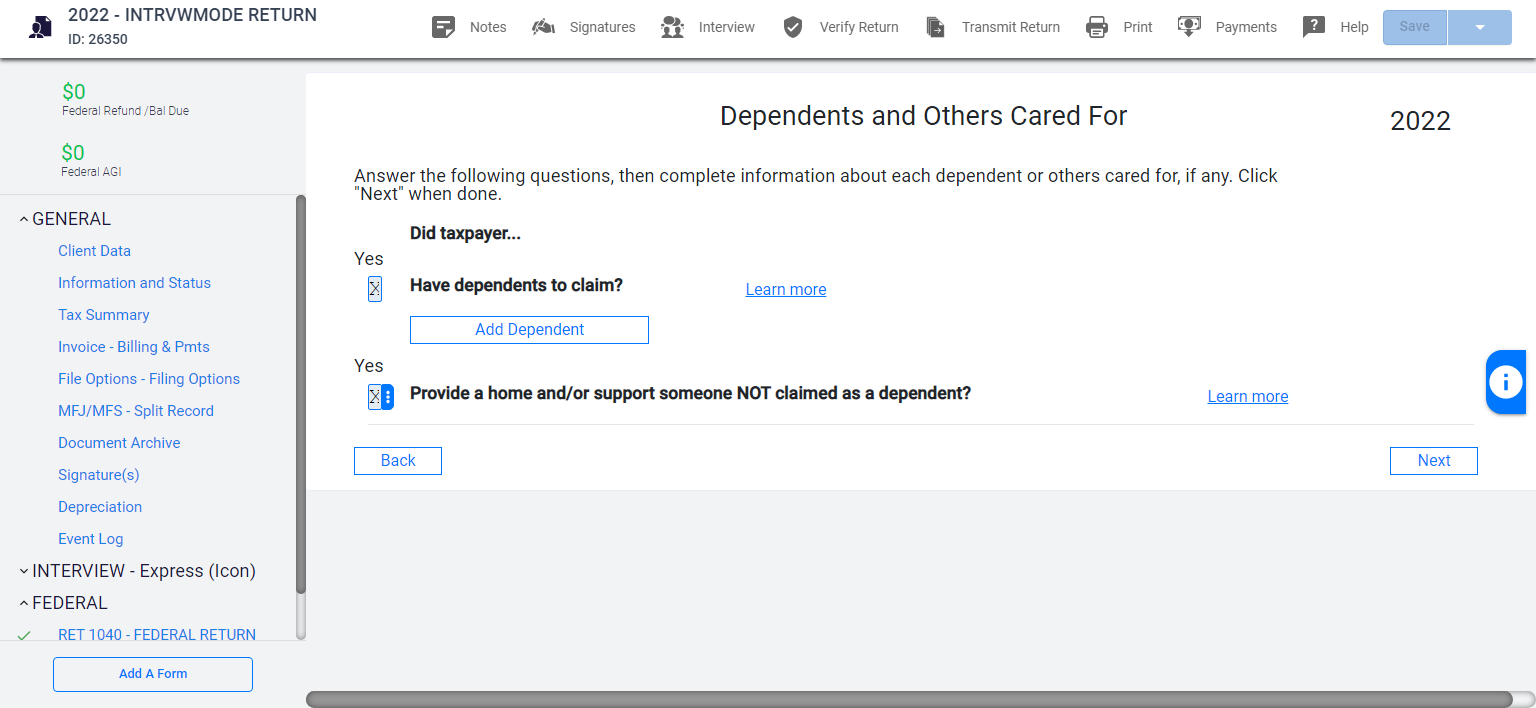 2022 - INTRVWMODE RETURN
ID: 26350
Notes
Signatures
Interview
Verify Return
Transmit Return
Print
Payments
Help
Save
$0
Federal Refund /Bal Due
$0
Federal AGI
GENERAL
Client Data
Information and Status
Tax Summary
Invoice - Billing & Pmts
File Options - Filing Options
MFJ/MFS - Split Record
Document Archive
Signature(s)
Depreciation
Event Log
INTERVIEW - Express (Icon)
FEDERAL
RET 1040 - FEDERAL RETURN
Add A Form
Dependents and Others Cared For
2022
Answer the following questions, then complete information about each dependent or others cared for, if any. Click
"Next" when done.
Did taxpayer...
Yes
X Have dependents to claim? Learn more
Add Dependent
Yes
X Provide a home and/or support someone NOT claimed as a dependent? Learn more
Back
Next